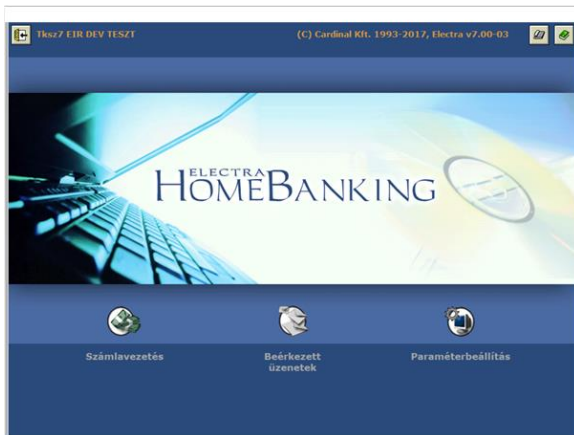 Tksz7 EIR DEV TESZT
(C) Cardinal Kft. 1993-2017, Electra v7.00-03
ELECTRA
HOMEBANKING
Számlavezetés
Beérkezett
üzenetek
Paraméterbeállítás